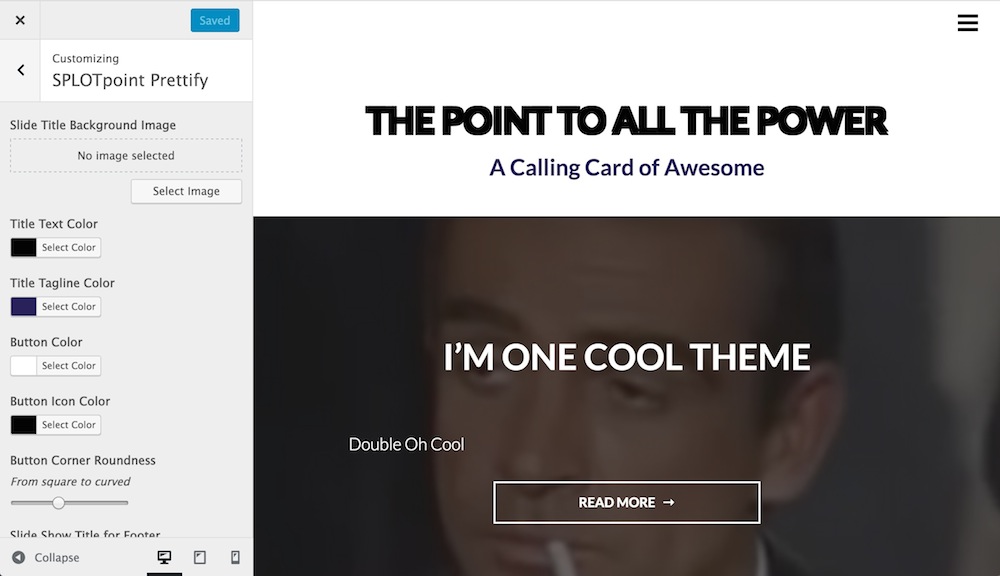 Saved
Customizing
SPLOTpoint Prettify
Slide Title Background Image
No image selected
Select Image
Title Text Color
Select Color
Title Tagline Color
Select Color
Button Color
Select Color
Button Icon Color
Select Color
Button Corner Roundness
From square to curved
Slide Show Title for Footer
Collapse
THE POINT TO ALL THE POWER
A Calling Card of Awesome
I’M ONE COOL THEME
Double Oh Cool
READ MORE →